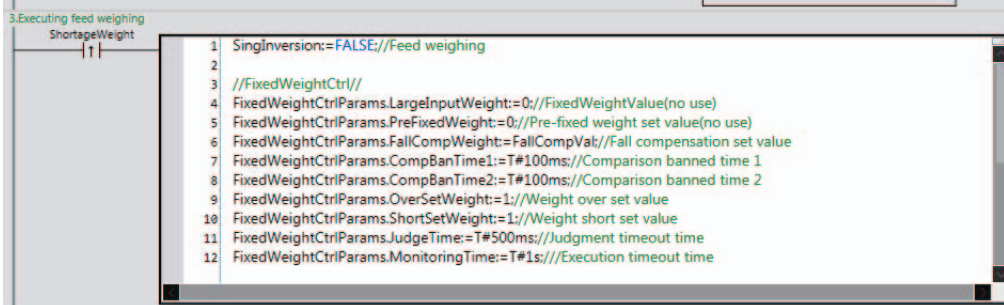 3.Executing feed weighing
ShortageWeight
1 SingInversion:=FALSE;//Feed weighing
2
3 //FixedWeightCtrl//
4 FixedWeightCtrlParams.LargeInputWeight:=0;//FixedWeightValue(no use)
5 FixedWeightCtrlParams.PreFixedWeight:=0;//Pre-fixed weight set value(no use)
6 FixedWeightCtrlParams.FallCompWeight:=FallCompVal;//Fall compensation set value
7 FixedWeightCtrlParams.CompBanTime1:=T#100ms;//Comparison banned time 1
8 FixedWeightCtrlParams.CompBanTime2:=T#100ms;//Comparison banned time 2
9 FixedWeightCtrlParams.OverSetWeight:=1;//Weight over set value
10 FixedWeightCtrlParams.ShortSetWeight:=1;//Weight short set value
11 FixedWeightCtrlParams.JudgeTime:=T#500ms;//Judgment timeout time
12 FixedWeightCtrlParams.MonitoringTime:=T#1s;///Execution timeout time